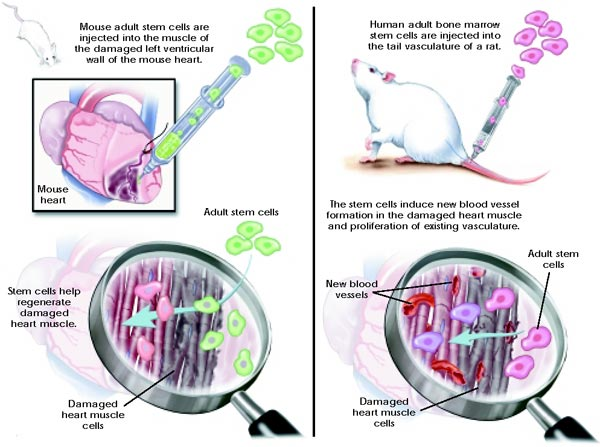 Mouse adult stem cells are
injected into the muscle of
the damaged left ventricular
wall of the mouse heart.
Mouse
heart
Adult stem cells
Stem cells help
regenerate
damaged
heart muscle.
Damaged
heart muscle
cells
Human adult bone marrow
stem cells are injected into
the tail vasculature of a rat.
The stem cells induce new blood vessel
formation in the damaged heart muscle
and proliferation of existing vasculature.
Adult stem
cells
New blood
vessels
Damaged
heart muscle
cells